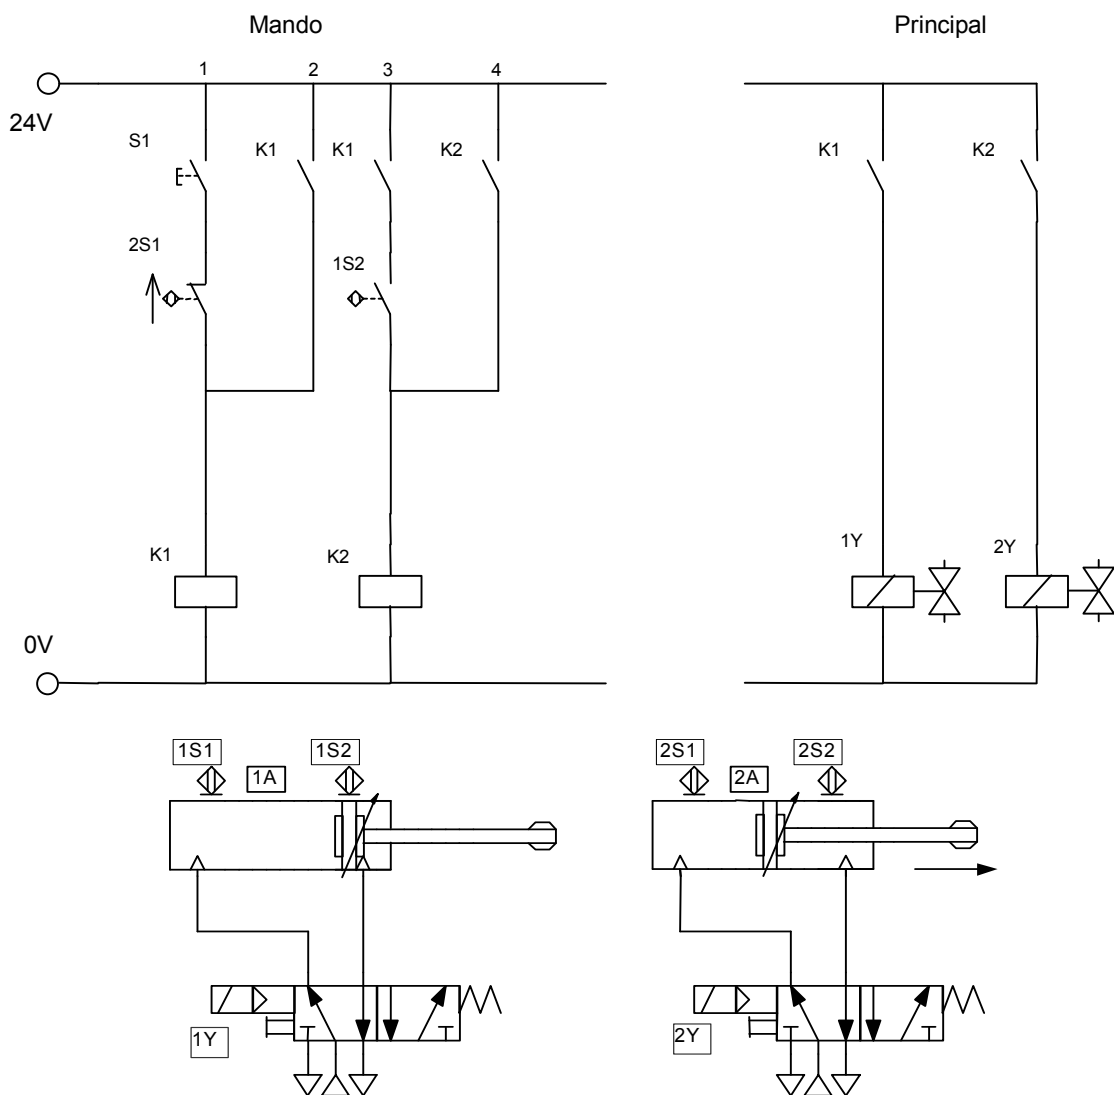 Mando Principal
1 2 3 4
24V
S1 K1 K1 K2 K1 K2
2S1 1S2
1Y 2Y
K1 K2
0V
1S1 1S2 2S1 2S2
1A 2A
1Y 2Y